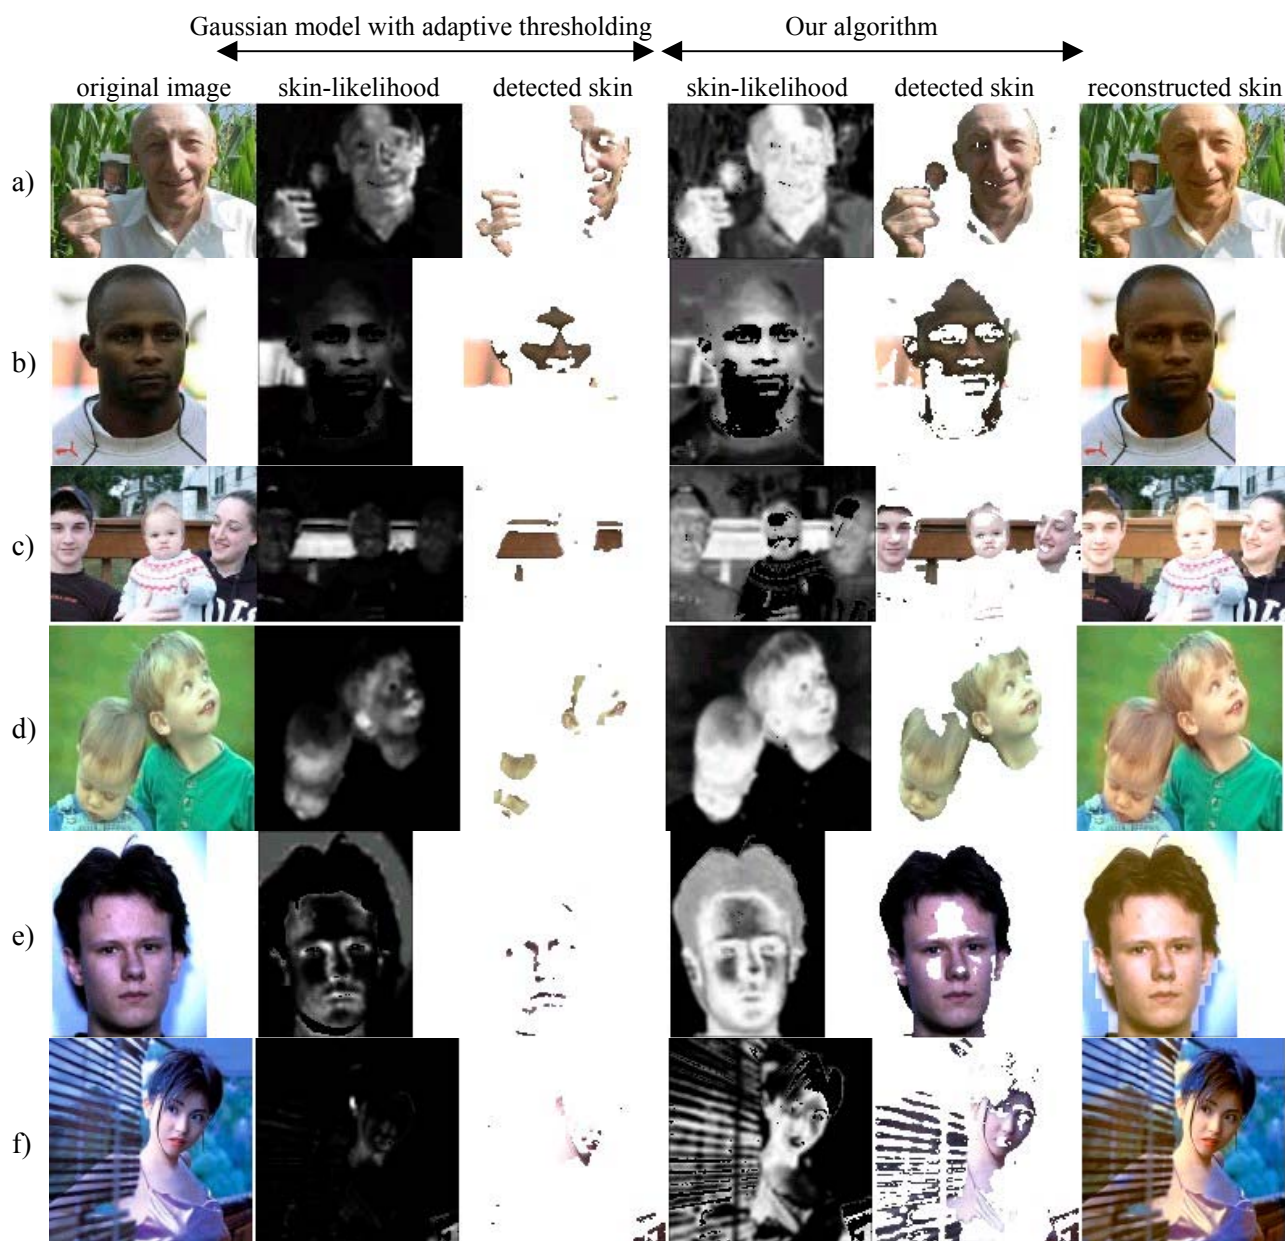 Gaussian model with adaptive thresholding Our algorithm
original image skin-likelihood detected skin skin-likelihood detected skin reconstructed skin
a)
b)
c)
d)
e)
f)